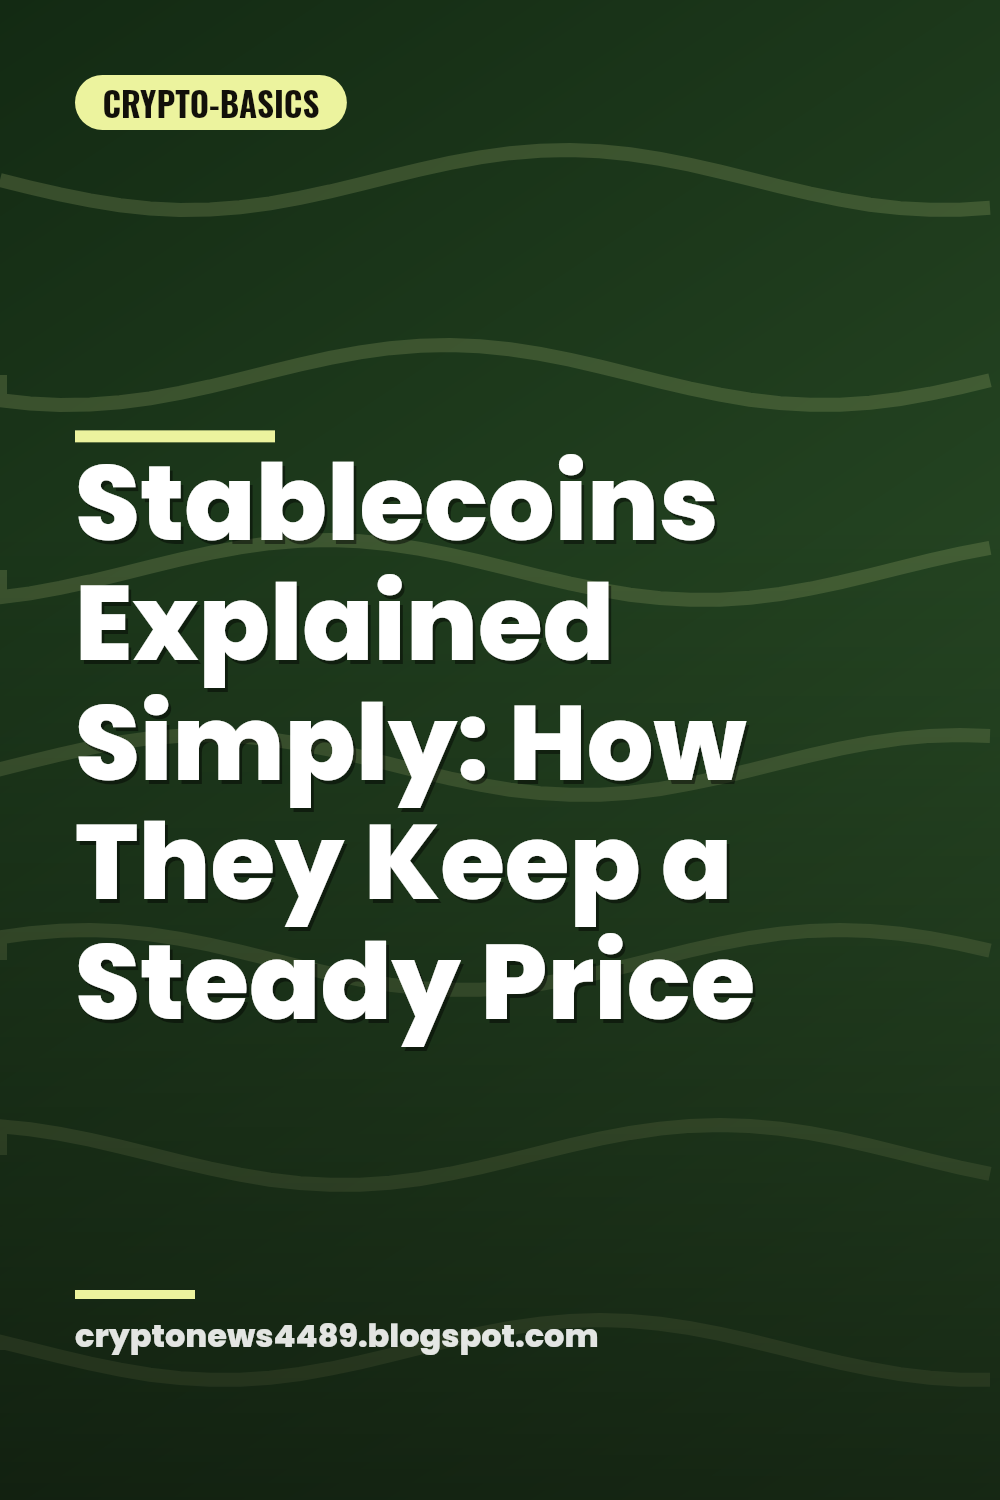 CRYPTO-BASICS
Stablecoins
Explained
Simply: How
They Keep a
Steady Price
cryptonews4489.blogspot.com